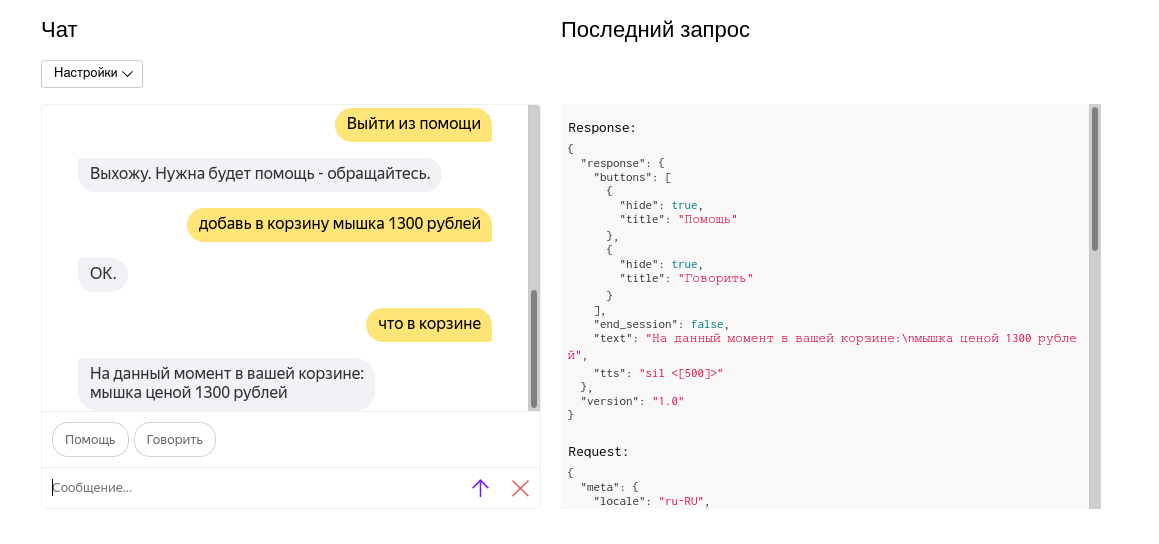 Чат
Настройки
Выйти из помощи
Выхожу. Нужна будет помощь - обращайтесь.
добавь в корзину мышка 1300 рублей
ОК.
что в корзине
На данный момент в вашей корзине:
мышка ценой 1300 рублей
Помощь Говорить
Сообщение...
Последний запрос
Response:
{
"response": {
"buttons": [
{
"hide": true,
"title": "Помощь"
},
{
"hide": true,
"title": "Говорить"
}
],
"end_session": false,
"text": "На данный момент в вашей корзине:\nмышка ценой 1300 рубле
й",
"tts": "sil <[500]>"
},
"version": "1.0"
}
Request:
{
"meta": {
"locale": "ru-RU",